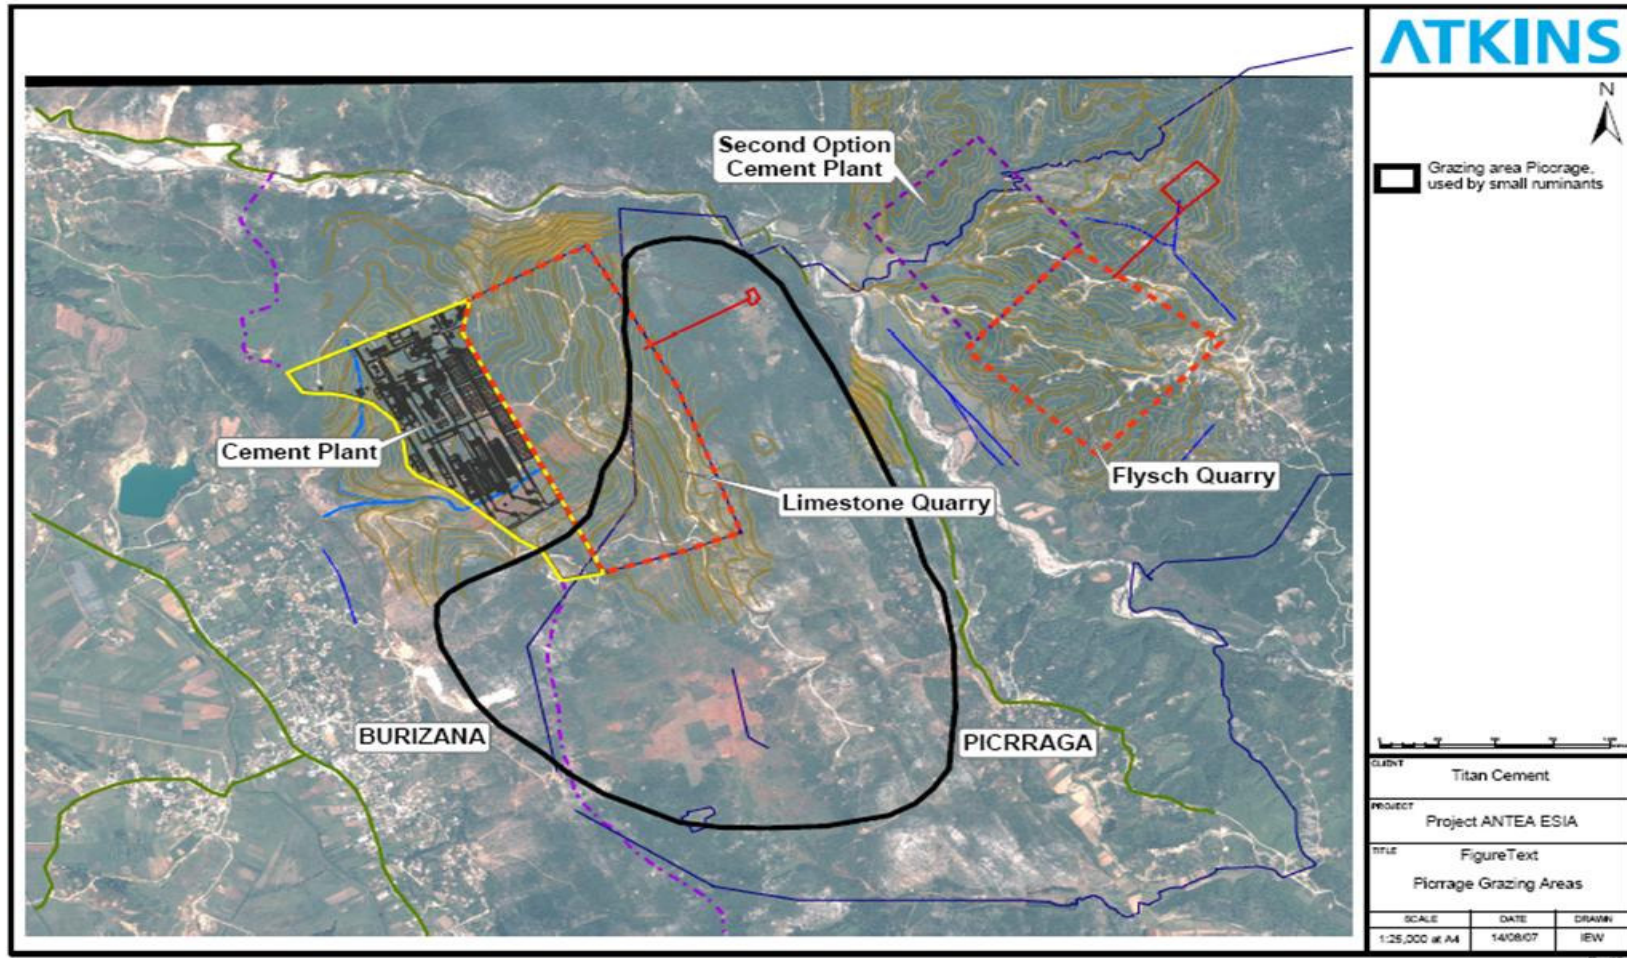 ATKINS
N
Grazing area Piccrage,
used by small ruminants
Second Option
Cement Plant
Cement Plant
Limestone Quarry
Flysch Quarry
BURIZANA
PICRRAGA
CLIENT
Titan Cement
PROJECT
Project ANTEA ESIA
TITLE
FigureText
Picrrage Grazing Areas
SCALE
DATE
DRAWN
1:25,000 at A4
14/08/07
IEW